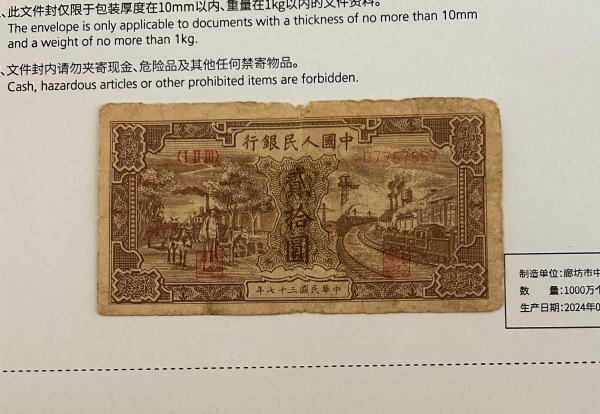 、此文件封仅限于包装厚度在10mm以内、重量在1kg以内的文件资料。
The envelope is only applicable to documents with a thickness of no more than 10mm
and a weight of no more than 1kg.
、文件封内请勿夹寄现金、危险品及其他任何禁寄物品。
Cash, hazardous articles or other prohibited items are forbidden.
行銀民人國中
(I II III)
貳拾圓
年七十三國民華中
制造单位:廊坊市中
数 量:1000万个
生产日期:2024年0